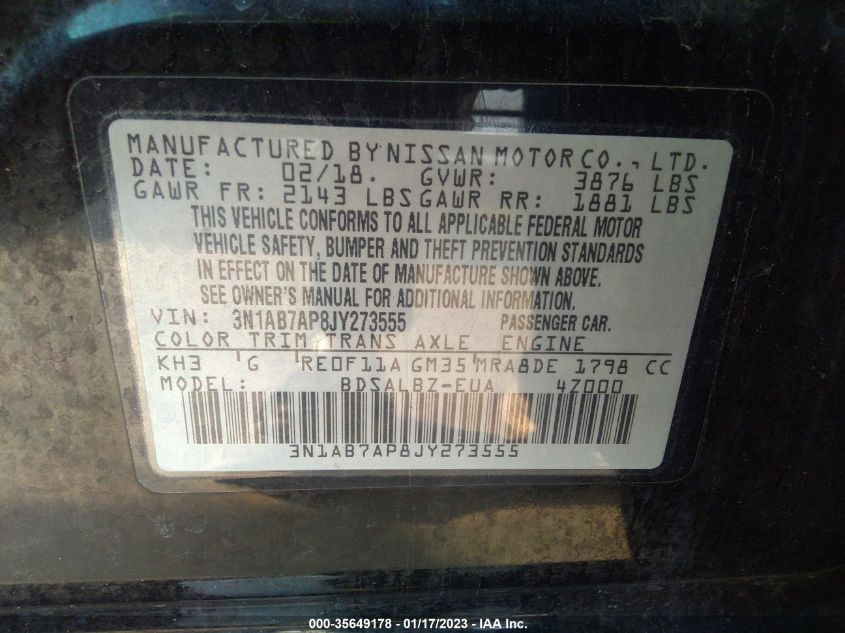 MANUFACTURED BY NISSAN MOTOR CO., LTD.
DATE: 02/18. GVWR: 3876 LBS
GAWR FR: 2143 LBS GAWR RR: 1881 LBS
THIS VEHICLE CONFORMS TO ALL APPLICABLE FEDERAL MOTOR
VEHICLE SAFETY, BUMPER AND THEFT PREVENTION STANDARDS
IN EFFECT ON THE DATE OF MANUFACTURE SHOWN ABOVE.
SEE OWNER'S MANUAL FOR ADDITIONAL INFORMATION.
VIN: 3N1AB7AP8JY273555 PASSENGER CAR.
COLOR TRIM TRANS AXLE ENGINE
KH3 G RE0F11A GM35 MRA8DE 1798 CC
MODEL: BDSALBZ-EUA 4Z000
3N1AB7AP8JY273555
000-35649178 - 01/17/2023 - IAA Inc.